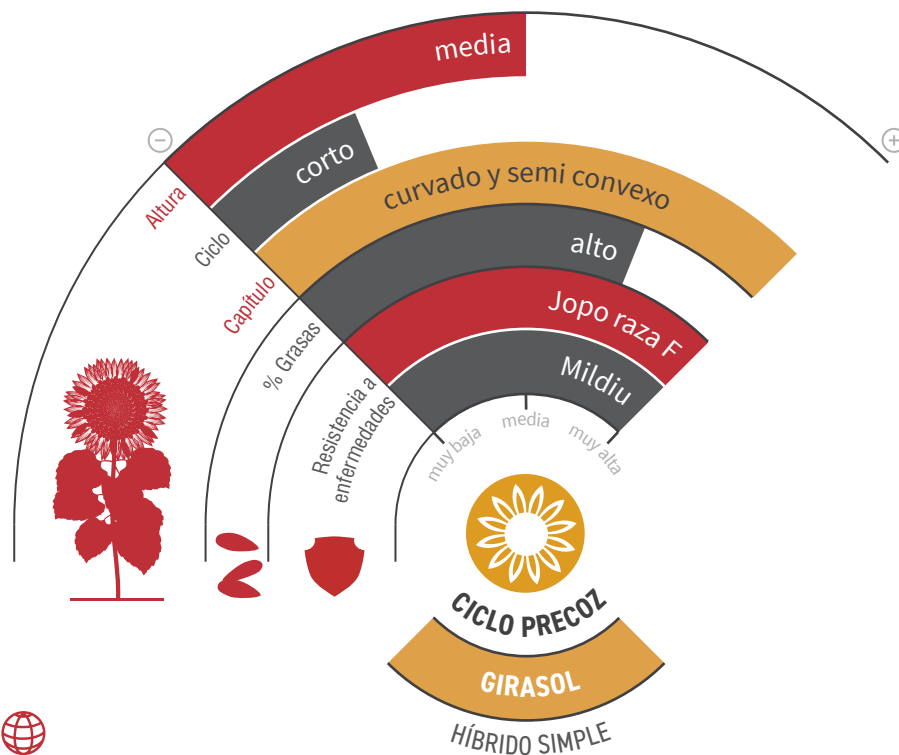 media
corto
curvado y semi convexo
alto
Jopo raza F
Mildiu
Altura
Ciclo
Capítulo
% Grasas
Resistencia a
enfermedades
muy baja
media
muy alta
CICLO PRECOZ
GIRASOL
HÍBRIDO SIMPLE